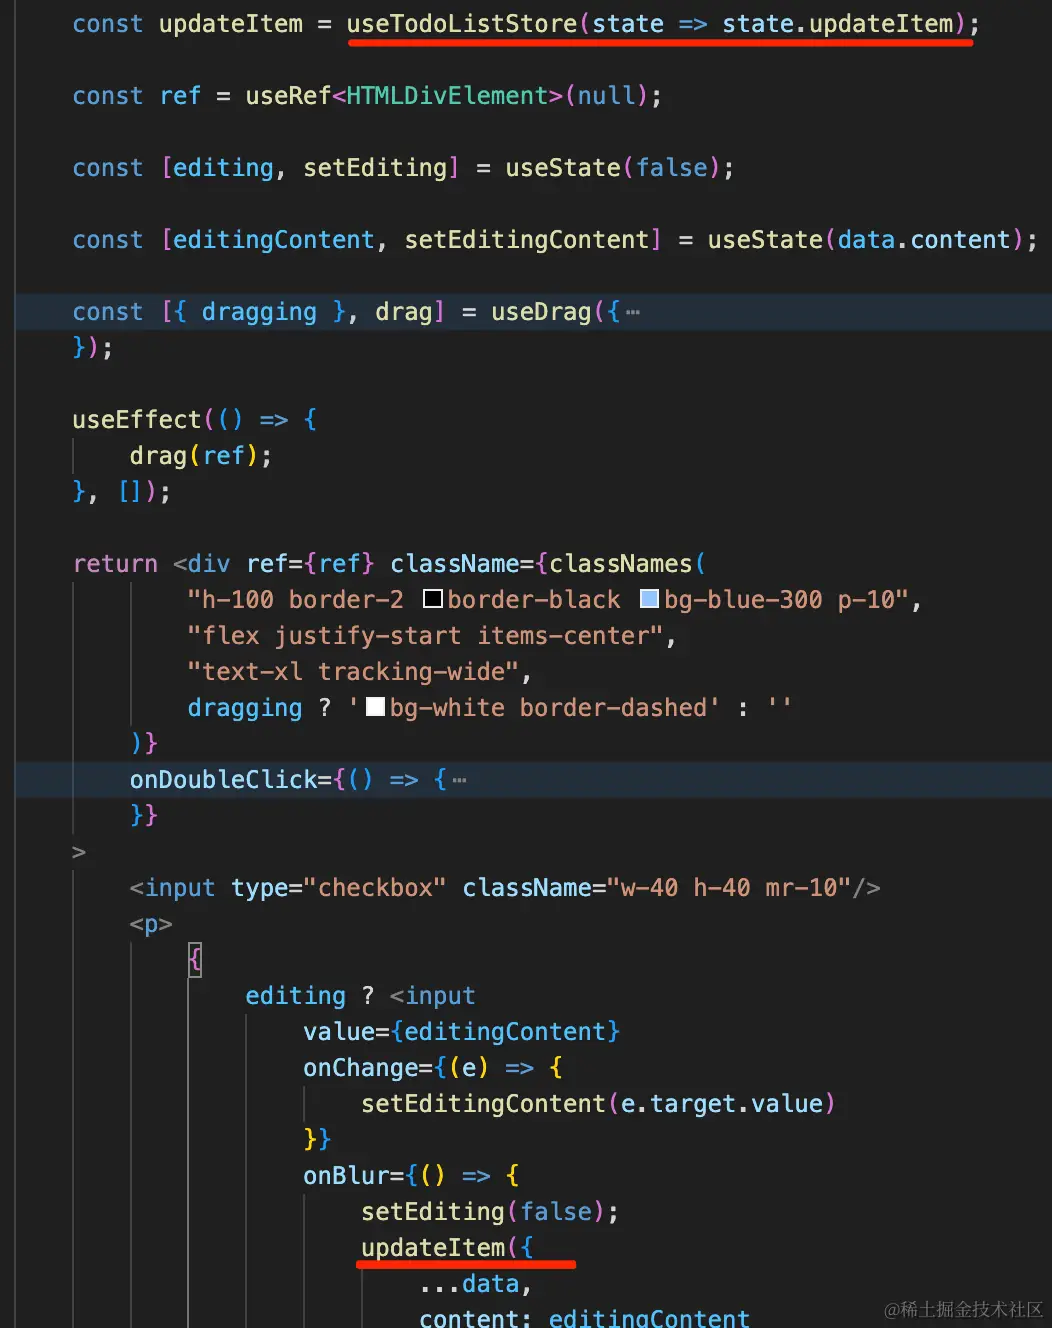 const updateItem = useTodoListStore(state => state.updateItem);
const ref = useRef<HTMLDivElement>(null);
const [editing, setEditing] = useState(false);
const [editingContent, setEditingContent] = useState(data.content);
const [{ dragging }, drag] = useDrag({⋯
});
useEffect(() => {
drag(ref);
}, []);
return <div ref={ref} className={classNames(
"h-100 border-2 border-black bg-blue-300 p-10",
"flex justify-start items-center",
"text-xl tracking-wide",
dragging ? 'bg-white border-dashed' : ''
)}
onDoubleClick={() => {⋯
}}
>
<input type="checkbox" className="w-40 h-40 mr-10"/>
<p>
{
editing ? <input
value={editingContent}
onChange={(e) => {
setEditingContent(e.target.value)
}}
onBlur={() => {
setEditing(false);
updateItem({
...data,
content: editingContent
@稀土掘金技术社区